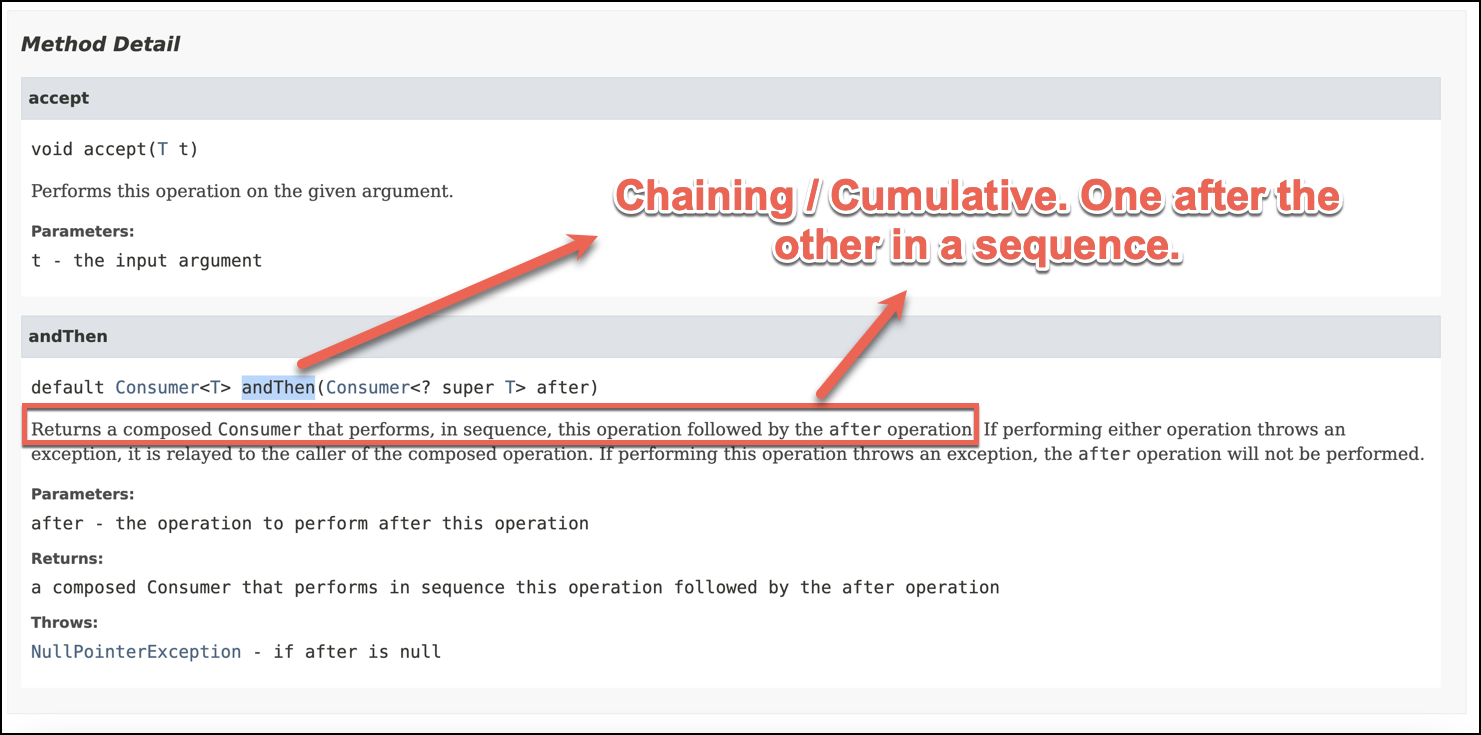 Method Detail
accept
void accept(T t)
Performs this operation on the given argument.
Chaining / Cumulative. One after the
other in a sequence.
Parameters:
t - the input argument
andThen
default Consumer<T> andThen(Consumer<? super T> after)
Returns a composed Consumer that performs, in sequence, this operation followed by the after operation. If performing either operation throws an
exception, it is relayed to the caller of the composed operation. If performing this operation throws an exception, the after operation will not be performed.
Parameters:
after - the operation to perform after this operation
Returns:
a composed Consumer that performs in sequence this operation followed by the after operation
Throws:
NullPointerException - if after is null